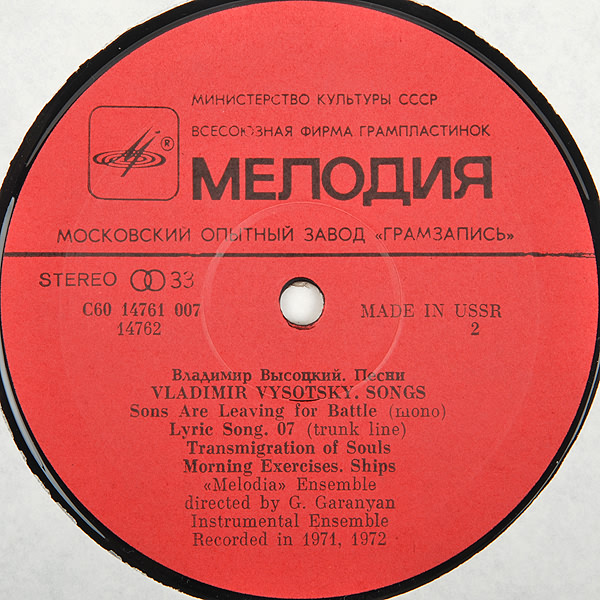 МИНИСТЕРСТВО КУЛЬТУРЫ СССР
ВСЕСОЮЗНАЯ ФИРМА ГРАМПЛАСТИНОК
®
МЕЛОДИЯ
МОСКОВСКИЙ ОПЫТНЫЙ ЗАВОД «ГРАМЗАПИСЬ»
STEREO 33
С60 14761 007
14762
MADE IN USSR
2
Владимир Высоцкий. Песни
VLADIMIR VYSOTSKY. SONGS
Sons Are Leaving for Battle (mono)
Lyric Song. 07 (trunk line)
Transmigration of Souls
Morning Exercises. Ships
«Melodia» Ensemble
directed by G. Garanyan
Instrumental Ensemble
Recorded in 1971, 1972